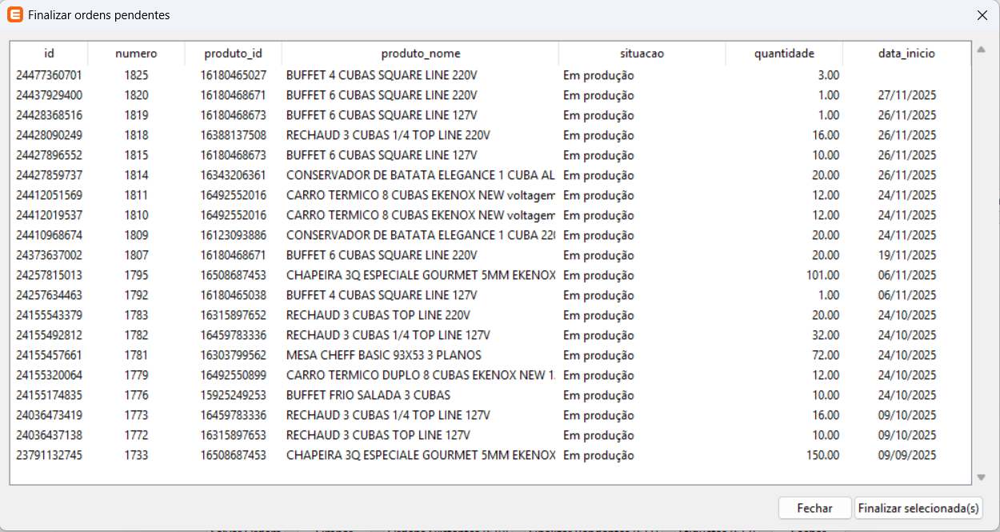 Finalizar ordens pendentes
id numero produto_id produto_nome situacao quantidade data_inicio
24477360701 1825 16180465027 BUFFET 4 CUBAS SQUARE LINE 220V Em produção 3.00
24437929400 1820 16180468671 BUFFET 6 CUBAS SQUARE LINE 220V Em produção 1.00 27/11/2025
24428368516 1819 16180468673 BUFFET 6 CUBAS SQUARE LINE 127V Em produção 1.00 26/11/2025
24428090249 1818 16388137508 RECHAUD 3 CUBAS 1/4 TOP LINE 220V Em produção 16.00 26/11/2025
24427896552 1815 16180468673 BUFFET 6 CUBAS SQUARE LINE 127V Em produção 10.00 26/11/2025
24427859737 1814 16343206361 CONSERVADOR DE BATATA ELEGANCE 1 CUBA AL Em produção 20.00 26/11/2025
24412051569 1811 16492552016 CARRO TERMICO 8 CUBAS EKENOX NEW voltagem Em produção 12.00 24/11/2025
24412019537 1810 16492552016 CARRO TERMICO 8 CUBAS EKENOX NEW voltagem Em produção 12.00 24/11/2025
24410968674 1809 16123093886 CONSERVADOR DE BATATA ELEGANCE 1 CUBA 220 Em produção 20.00 24/11/2025
24373637002 1807 16180468671 BUFFET 6 CUBAS SQUARE LINE 220V Em produção 20.00 19/11/2025
24257815013 1795 16508687453 CHAPEIRA 3Q ESPECIALE GOURMET 5MM EKENOX Em produção 101.00 06/11/2025
24257634463 1792 16180465038 BUFFET 4 CUBAS SQUARE LINE 127V Em produção 1.00 06/11/2025
24155543379 1783 16315897652 RECHAUD 3 CUBAS TOP LINE 220V Em produção 20.00 24/10/2025
24155492812 1782 16459783336 RECHAUD 3 CUBAS 1/4 TOP LINE 127V Em produção 32.00 24/10/2025
24155457661 1781 16303799562 MESA CHEFF BASIC 93X53 3 PLANOS Em produção 72.00 24/10/2025
24155320064 1779 16492550899 CARRO TERMICO DUPLO 8 CUBAS EKENOX NEW 1. Em produção 12.00 24/10/2025
24155174835 1776 15925249253 BUFFET FRIO SALADA 3 CUBAS Em produção 10.00 24/10/2025
24036473419 1773 16459783336 RECHAUD 3 CUBAS 1/4 TOP LINE 127V Em produção 16.00 09/10/2025
24036437138 1772 16315897653 RECHAUD 3 CUBAS TOP LINE 127V Em produção 10.00 09/10/2025
23791132745 1733 16508687453 CHAPEIRA 3Q ESPECIALE GOURMET 5MM EKENOX Em produção 150.00 09/09/2025
Fechar Finalizar selecionada(s)